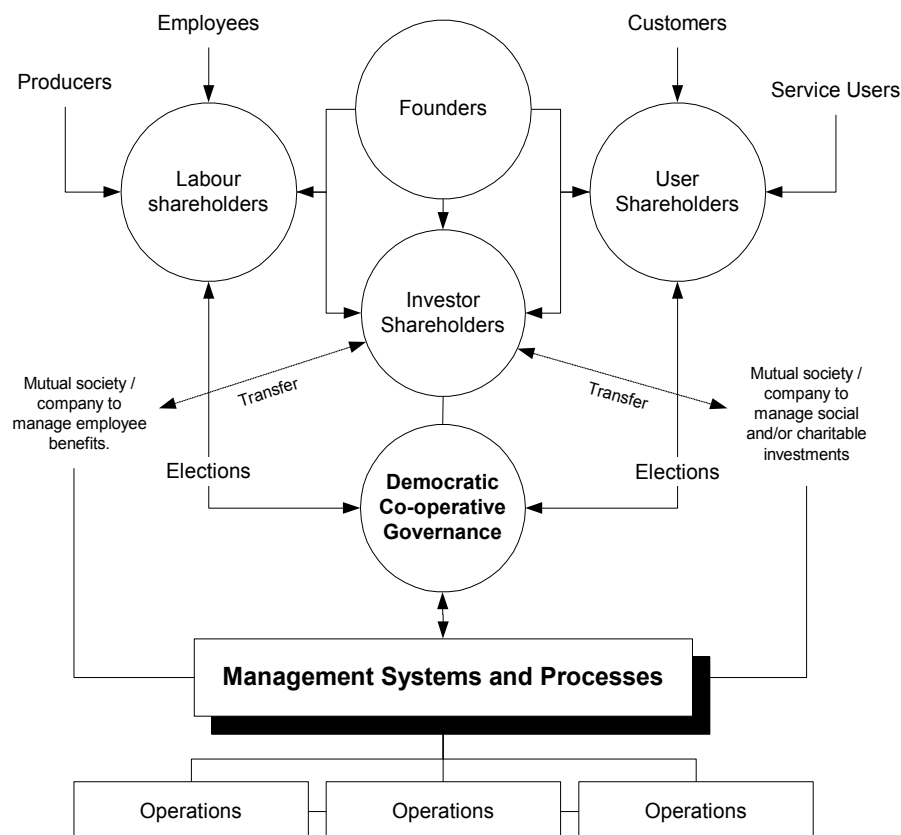 Employees
Customers
Producers
Founders
Service Users
Labour
shareholders
User
Shareholders
Investor
Shareholders
Mutual society /
company to
manage employee
benefits.
Transfer
Transfer
Mutual society /
company to
manage social
and/or charitable
investments
Elections
Elections
Democratic
Co-operative
Governance
Management Systems and Processes
Operations
Operations
Operations